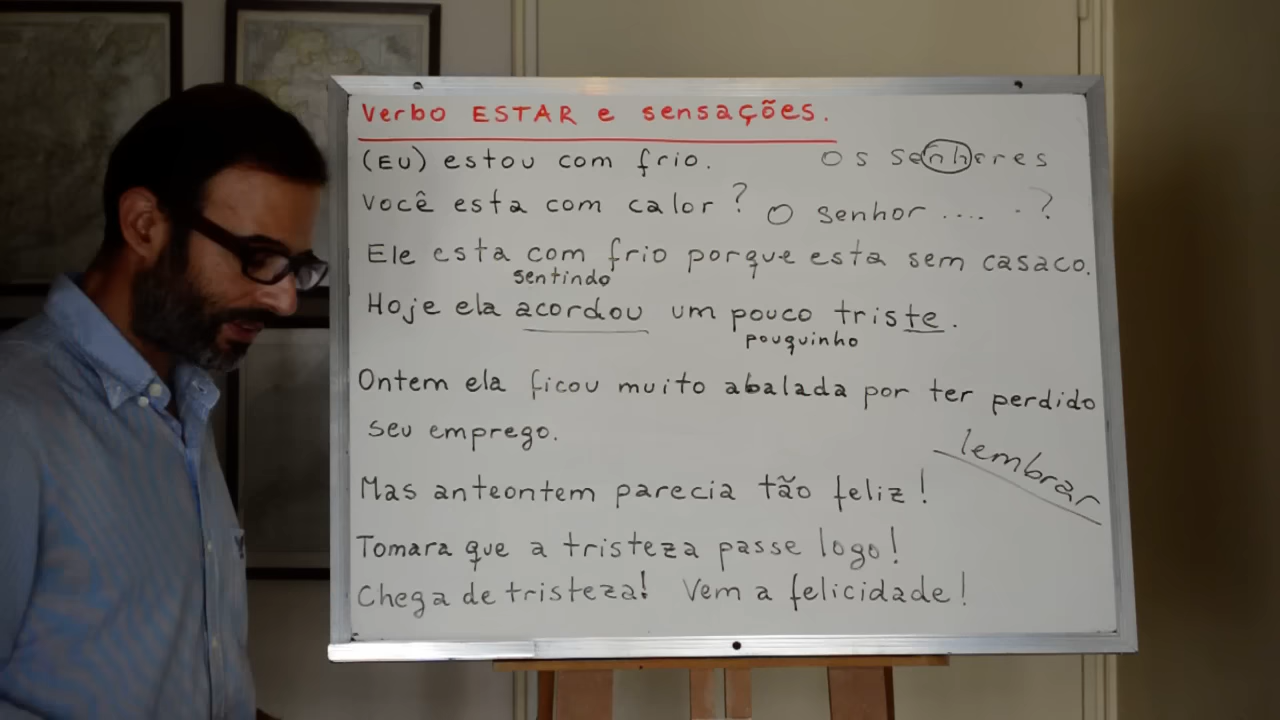 Verbo ESTAR e sensações.
(EU) estou com frio. Os senhores
Você esta com calor? O senhor .... . ?
Ele esta com frio porque esta sem casaco.
sentindo
Hoje ela acordou um pouco triste.
pouquinho
Ontem ela ficou muito abalada por ter perdido
seu emprego.
lembrar
Mas anteontem parecia tão feliz!
Tomara que a tristeza passe logo!
Chega de tristeza! Vem a felicidade!